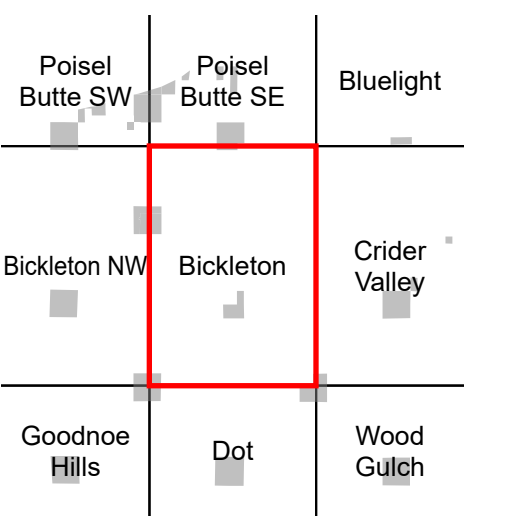 Poisel
Butte SW
Poisel
Butte SE
Bluelight
Bickleton NW
Bickleton
Crider
Valley
Goodnoe
Hills
Dot
Wood
Gulch